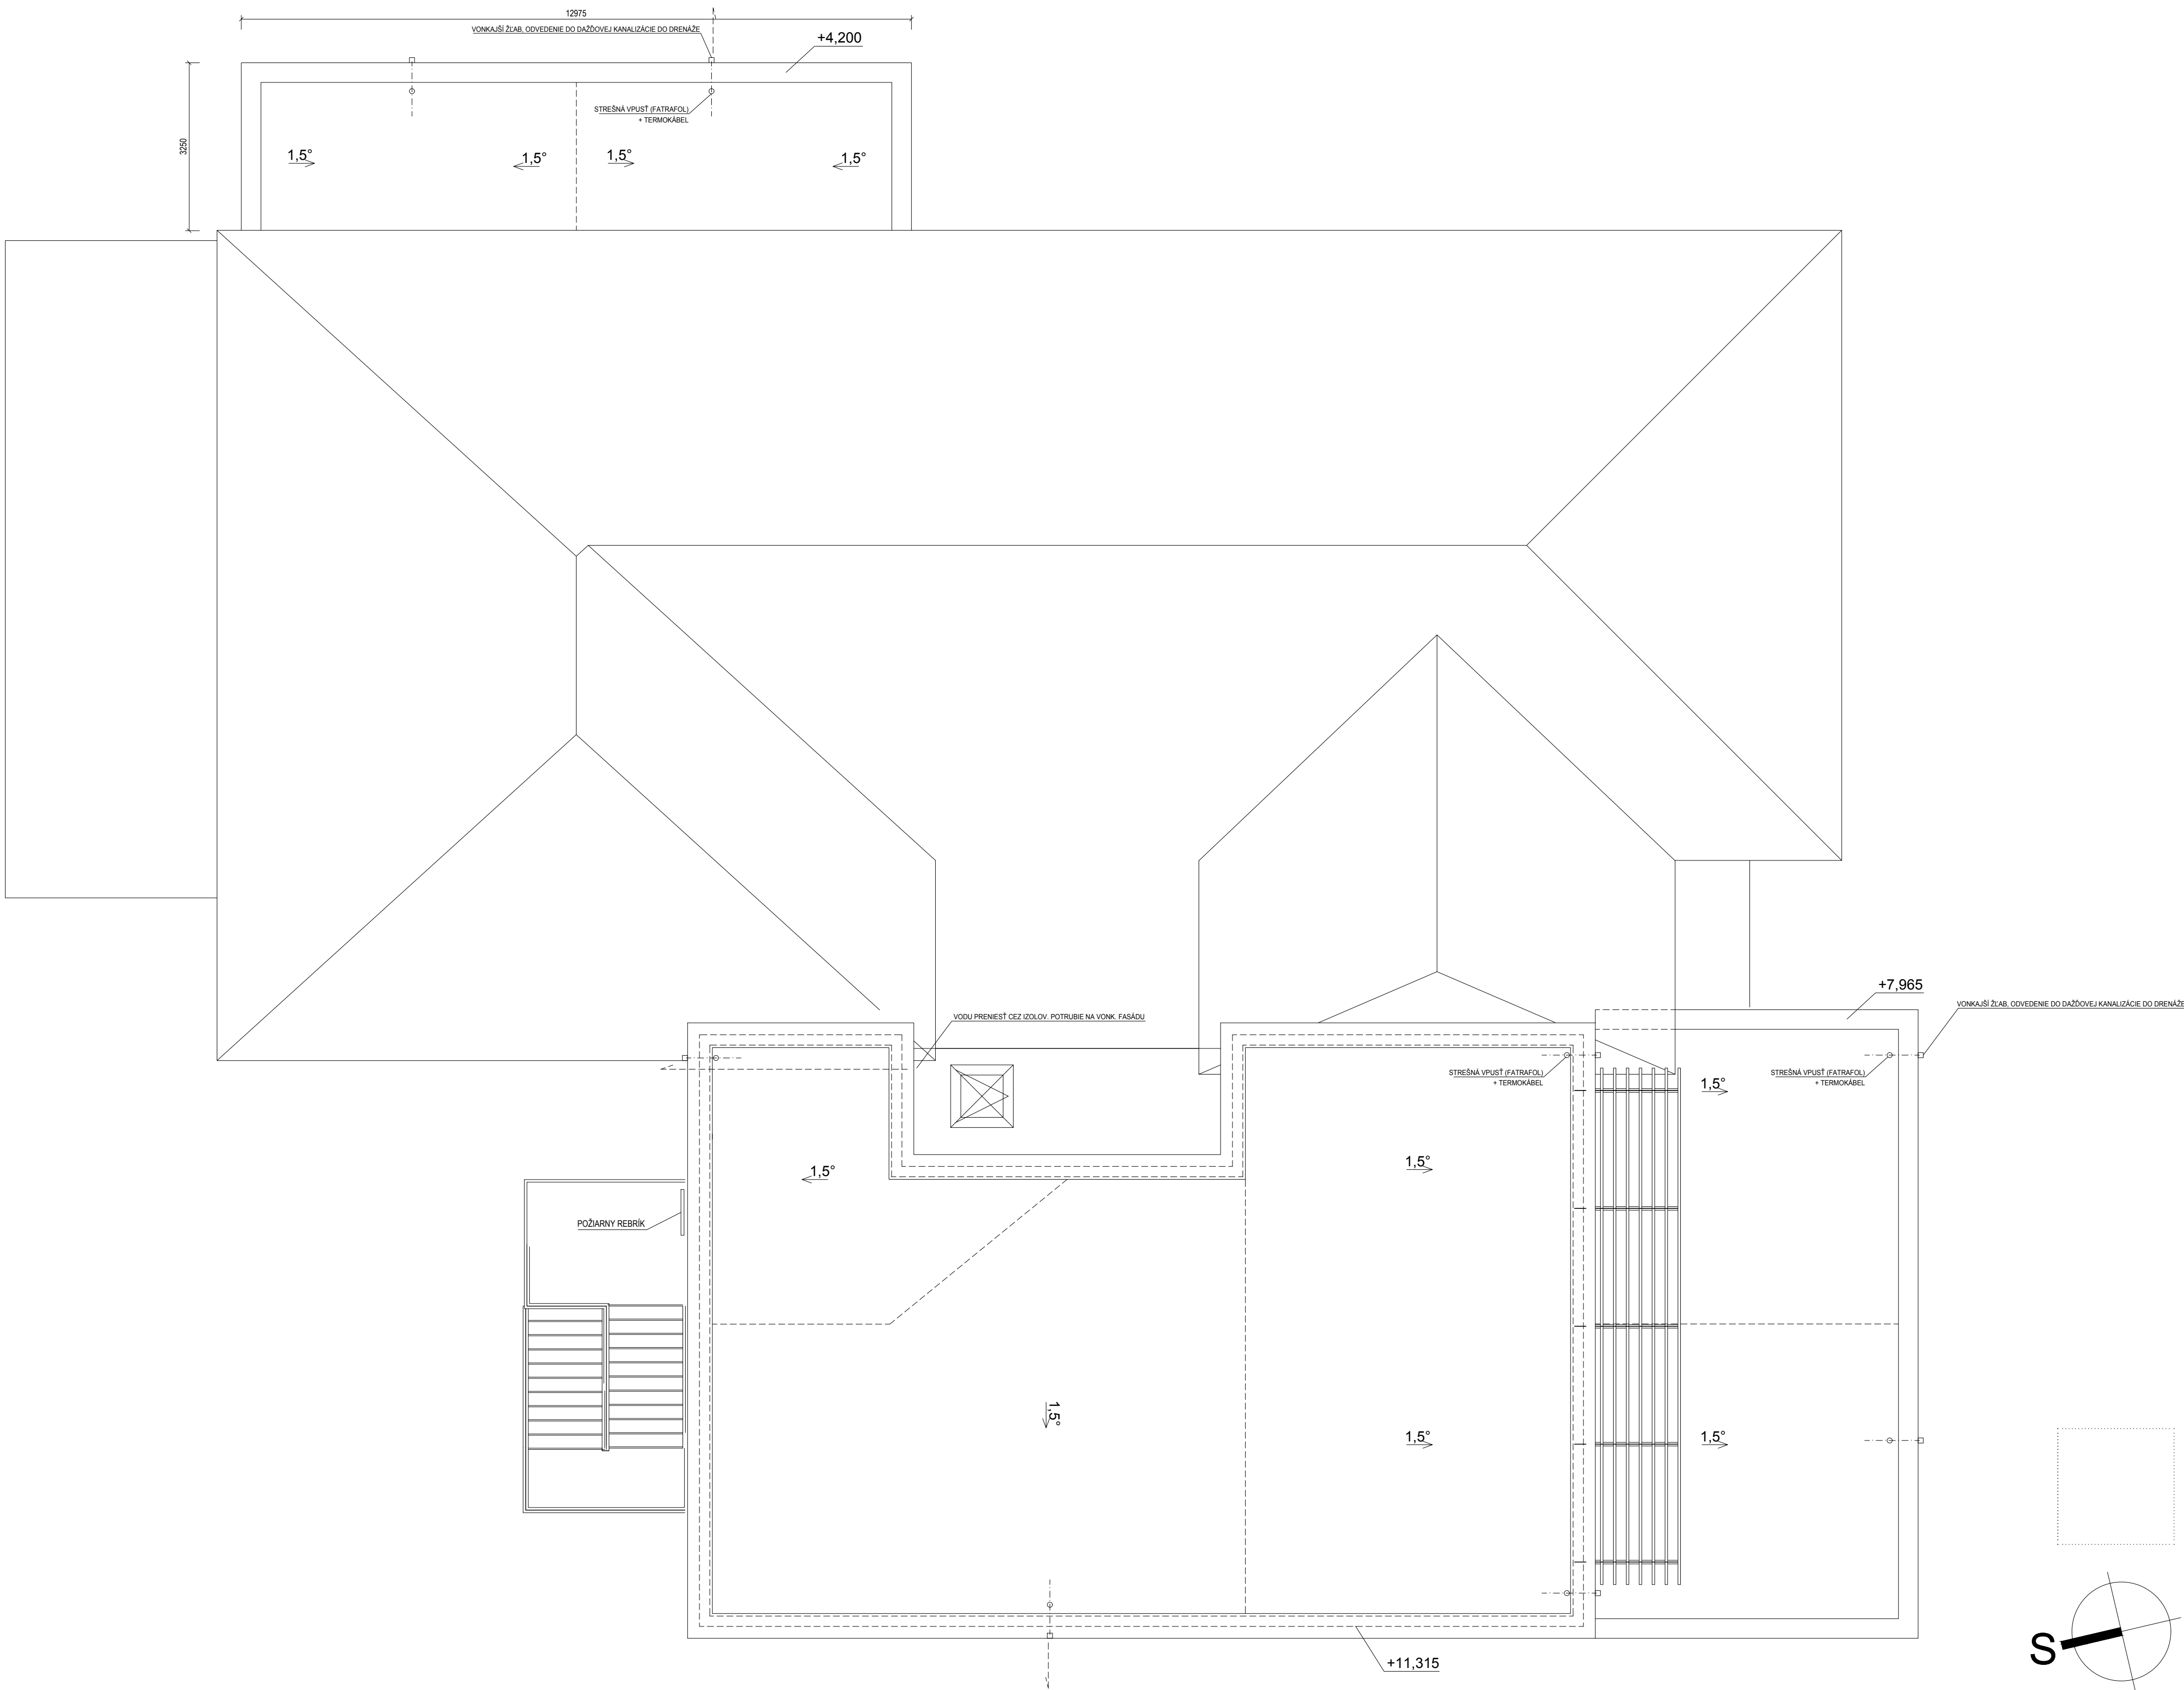 12975
VONKAJŠÍ ŽĽAB, ODVEDENIE DO DAŽĎOVEJ KANALIZÁCIE DO DRENÁŽE
+4,200
3250
STREŠNÁ VPUSŤ (FATRAFOL)
+ TERMOKÁBEL
1,5°
1,5°
1,5°
1,5°
+7,965
VONKAJŠÍ ŽĽAB, ODVEDENIE DO DAŽĎOVEJ KANALIZÁCIE DO DRENÁŽE
VODU PRENIESŤ CEZ IZOLOV. POTRUBIE NA VONK. FASÁDU
STREŠNÁ VPUSŤ (FATRAFOL)
+ TERMOKÁBEL
STREŠNÁ VPUSŤ (FATRAFOL)
+ TERMOKÁBEL
1,5°
1,5°
1,5°
POŽIARNY REBRÍK
1,5°
1,5°
1,5°
+11,315
S